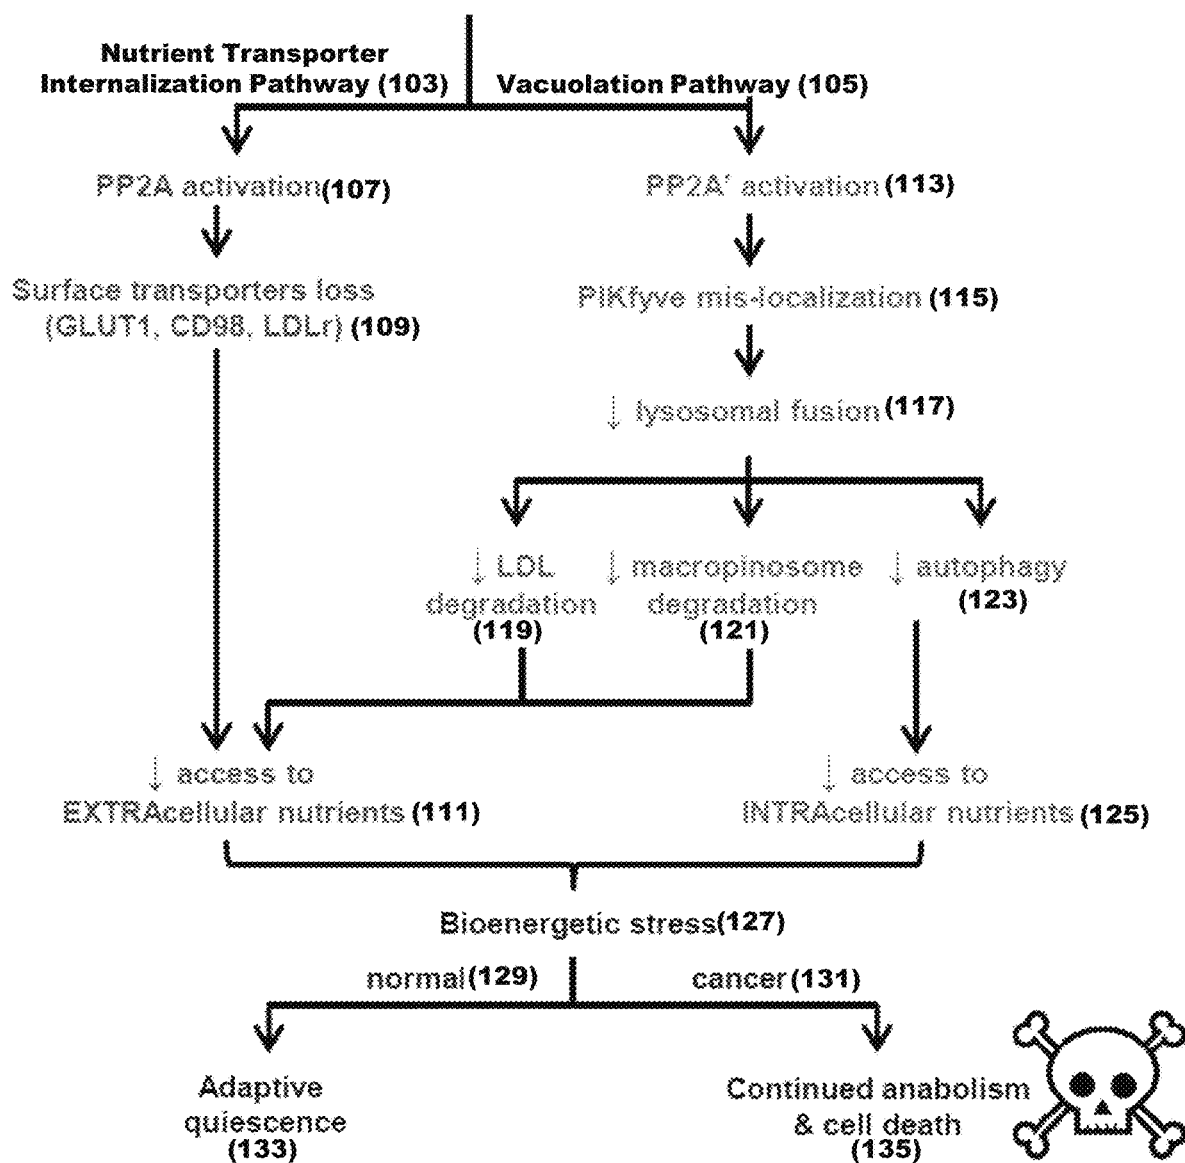 Nutrient Transporter
Internalization Pathway (103)
Vacuolation Pathway (105)
PP2A activation (107)
PP2A' activation (113)
Surface transporters loss
(GLUT1, CD98, LDLr) (109)
PIKfyve mis-localization (115)
↓ lysosomal fusion (117)
↓ LDL
degradation
(119)
↓ macropinosome
degradation
(121)
↓ autophagy
(123)
↓ access to
EXTRAcellular nutrients (111)
↓ access to
INTRAcellular nutrients (125)
Bioenergetic stress (127)
normal (129)
cancer (131)
Adaptive
quiescence
(133)
Continued anabolism
& cell death
(135)